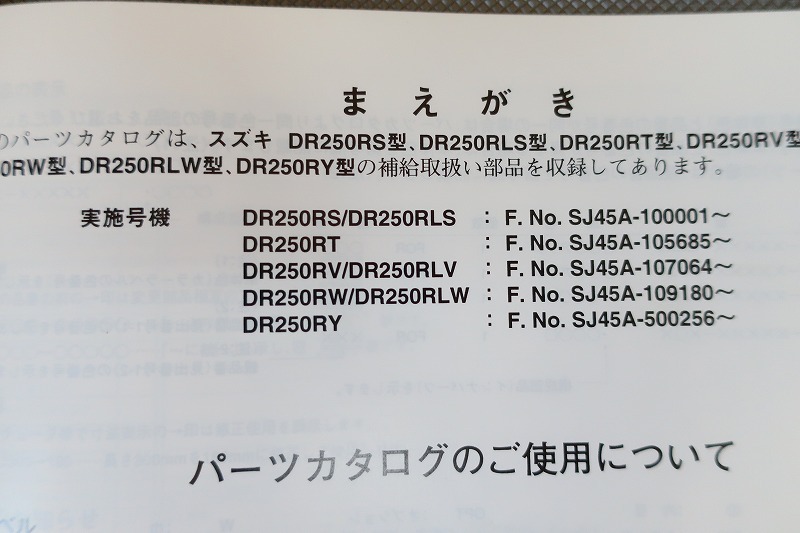 まえがき
のパーツカタログは、スズキ DR250RS型、DR250RLS型、DR250RT型、DR250RV型
0RW型、DR250RLW型、DR250RY型の補給取扱い部品を収録してあります。
実施号機 DR250RS/DR250RLS : F. No. SJ45A-100001〜
DR250RT : F. No. SJ45A-105685〜
DR250RV/DR250RLV : F. No. SJ45A-107064〜
DR250RW/DR250RLW : F. No. SJ45A-109180〜
DR250RY : F. No. SJ45A-500256〜
パーツカタログのご使用について